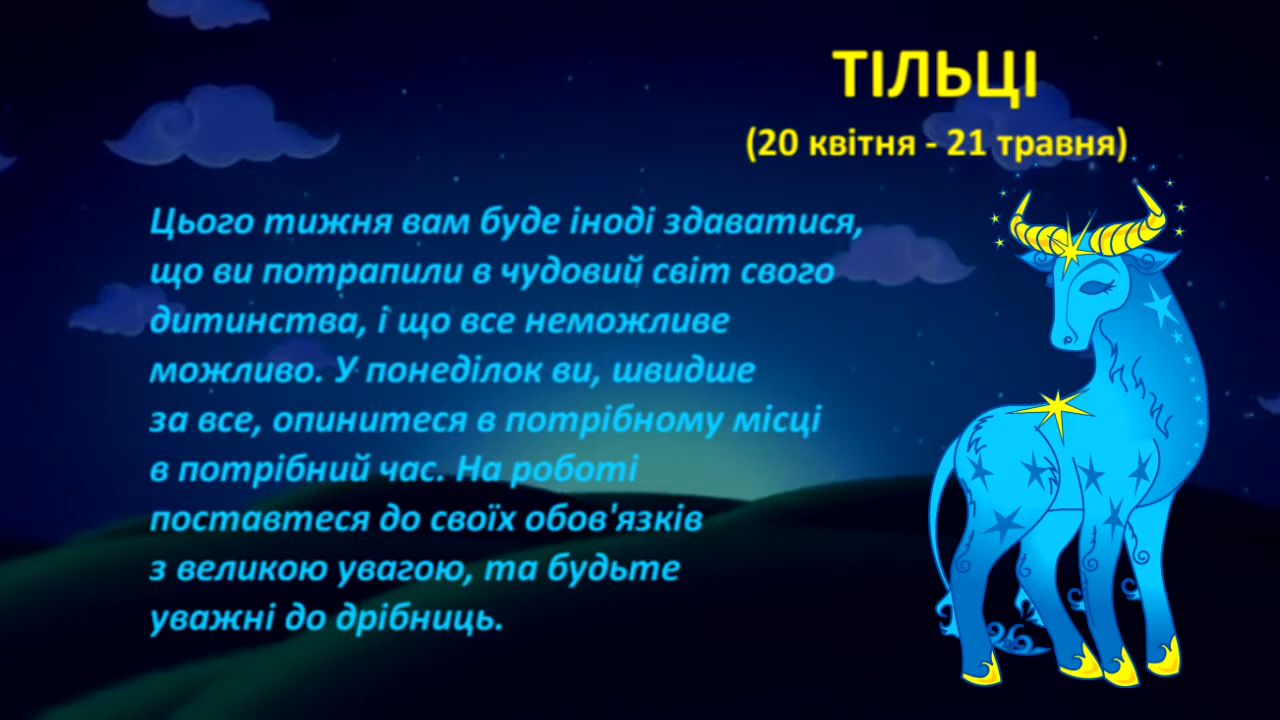 ТІЛЬЦІ
(20 квітня - 21 травня)
Цього тижня вам буде іноді здаватися,
що ви потрапили в чудовий світ свого
дитинства, і що все неможливе
можливо. У понеділок ви, швидше
за все, опинитеся в потрібному місці
в потрібний час. На роботі
поставтеся до своїх обов'язків
з великою увагою, та будьте
уважні до дрібниць.